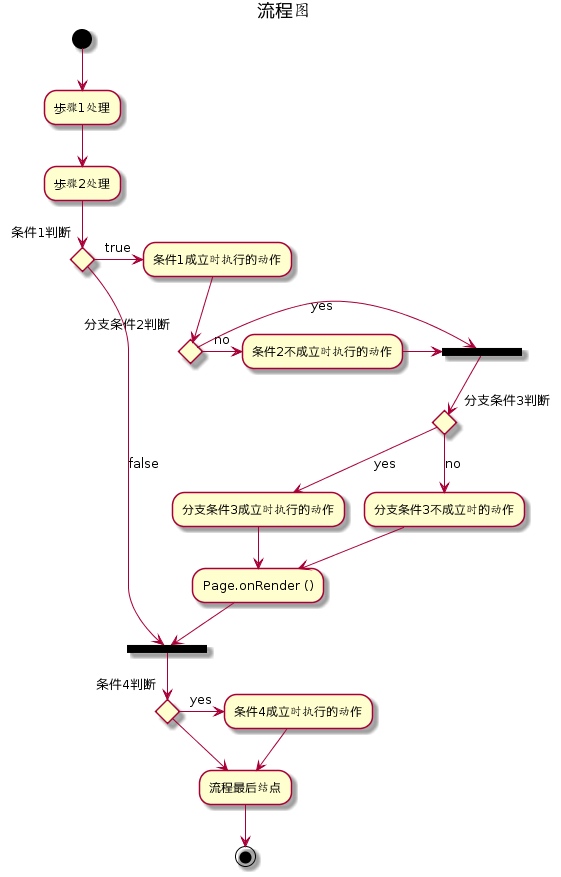 流程图
步骤1处理
步骤2处理
条件1判断
true
条件1成立时执行的动作
yes
分支条件2判断
no
条件2不成立时执行的动作
分支条件3判断
false
yes
no
分支条件3成立时执行的动作
分支条件3不成立时的动作
Page.onRender ()
条件4判断
yes
条件4成立时执行的动作
流程最后结点